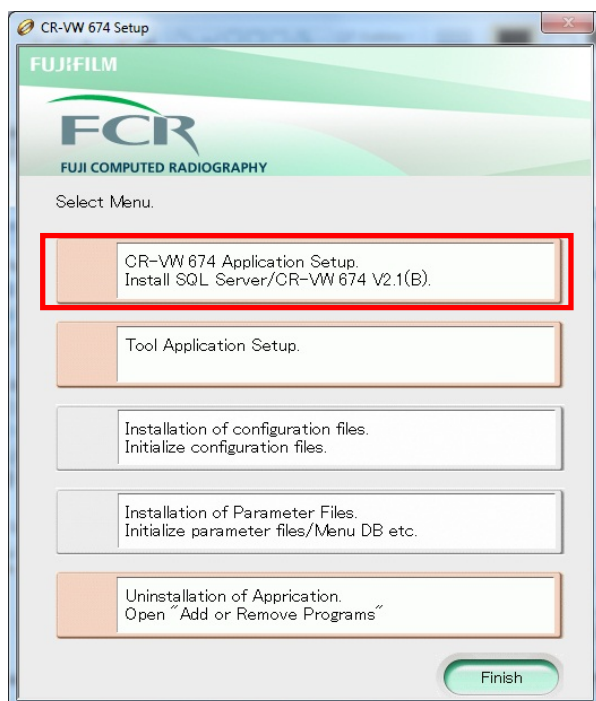 CR-VW 674 Setup
FUJIFILM
FCR
FUJI COMPUTED RADIOGRAPHY
Select Menu.
CR-VW 674 Application Setup.
Install SQL Server/CR-VW 674 V2.1(B).
Tool Application Setup.
Installation of configuration files.
Initialize configuration files.
Installation of Parameter Files.
Initialize parameter files/Menu DB etc.
Uninstallation of Apprication.
Open "Add or Remove Programs"
Finish